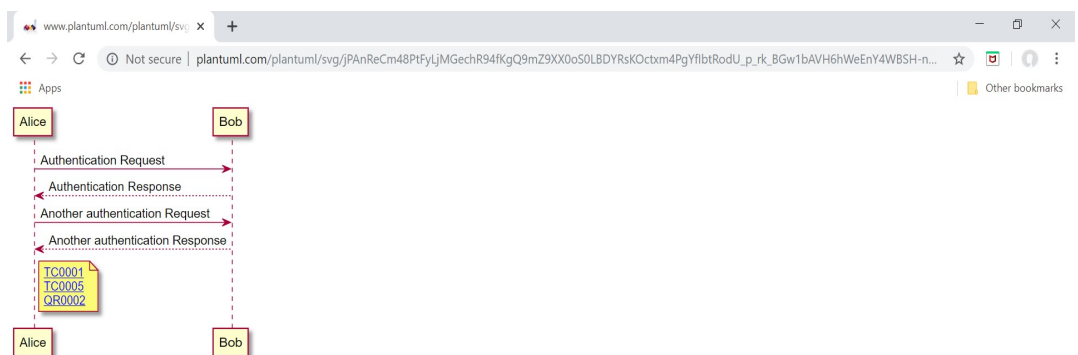 www.plantuml.com/plantuml/svg
Not secure | plantuml.com/plantuml/svg/jPAnReCm48PtFyLjMGechR94fKgQ9mZ9XX0oS0LBDYRsKOctxm4PgYflbtRodU_p_rk_BGw1bAVH6hWeEnY4WBSH-n...
Apps
Other bookmarks
Alice Bob
Authentication Request
Authentication Response
Another authentication Request
Another authentication Response
TC0001
TC0005
QR0002
Alice Bob